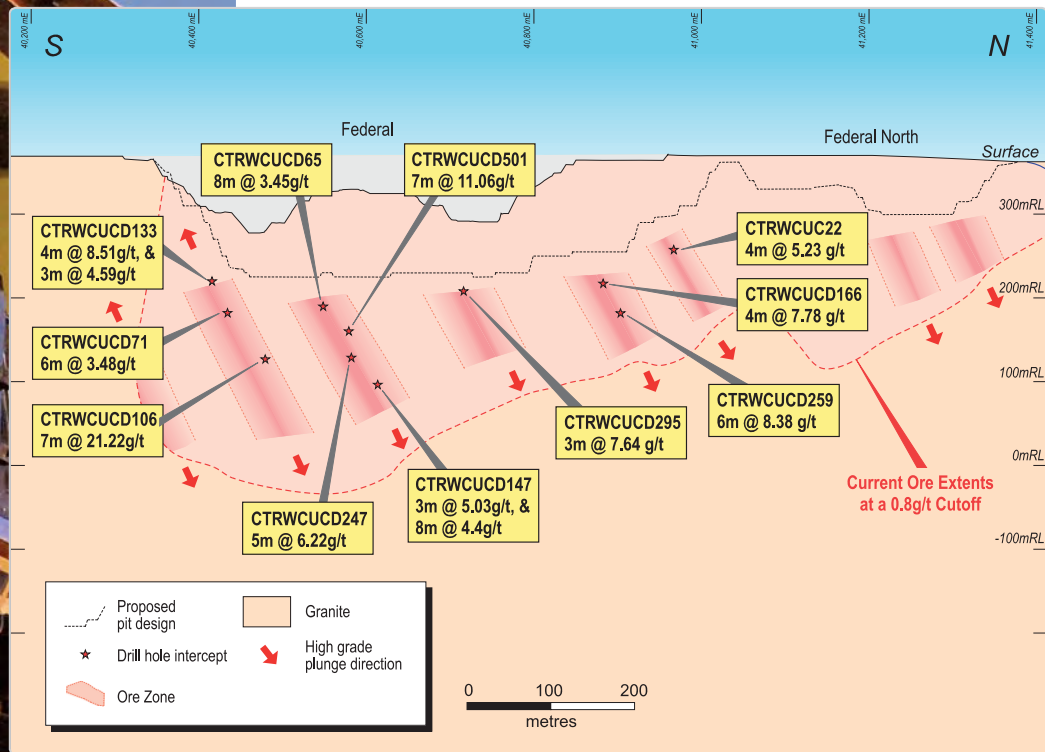 40,200 mE
40,400 mE
40,600 mE
40,800 mE
41,000 mE
41,200 mE
41,400 mE
S
N
Federal
Federal North
Surface
CTRWCUCD65
8m @ 3.45g/t
CTRWCUCD501
7m @ 11.06g/t
CTRWCUCD133
4m @ 8.51g/t, &
3m @ 4.59g/t
CTRWCUC22
4m @ 5.23 g/t
CTRWCUCD166
4m @ 7.78 g/t
CTRWCUCD71
6m @ 3.48g/t
CTRWCUCD106
7m @ 21.22g/t
CTRWCUCD259
6m @ 8.38 g/t
CTRWCUCD295
3m @ 7.64 g/t
CTRWCUCD147
3m @ 5.03g/t, &
8m @ 4.4g/t
CTRWCUCD247
5m @ 6.22g/t
300mRL
200mRL
100mRL
0mRL
-100mRL
Current Ore Extents
at a 0.8g/t Cutoff
Proposed
pit design
Granite
Drill hole intercept
High grade
plunge direction
Ore Zone
0 100 200
metres